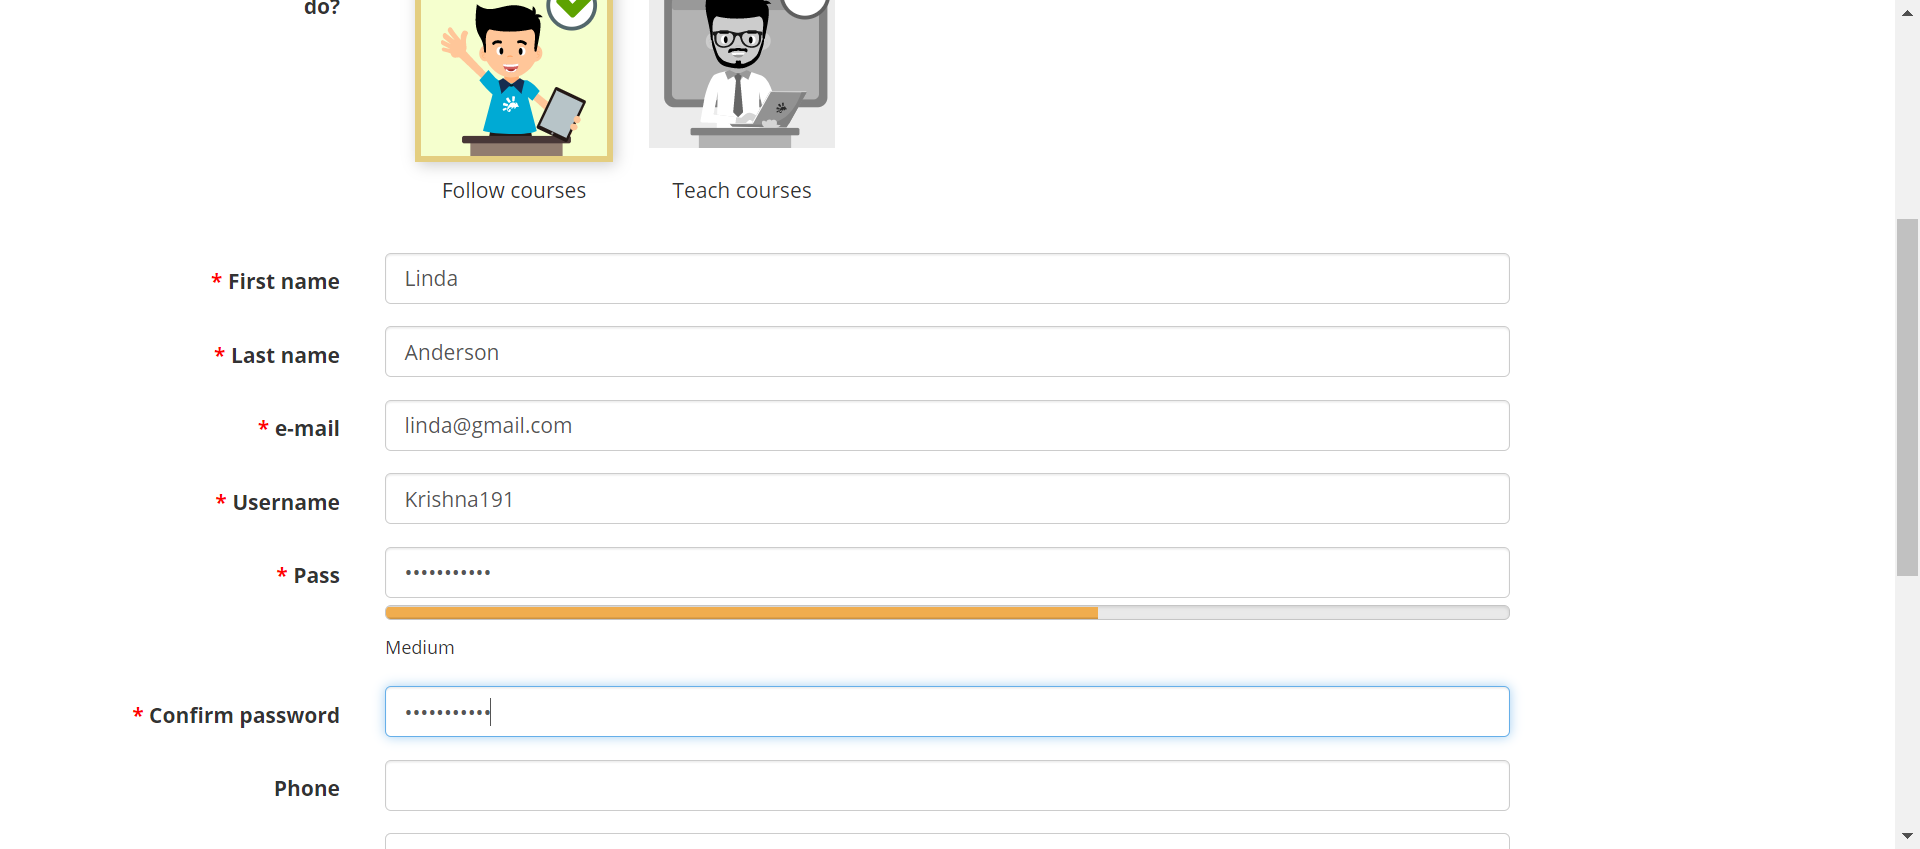 do?
Follow courses
Teach courses
* First name
Linda
* Last name
Anderson
* e-mail
linda@gmail.com
* Username
Krishna191
* Pass
•••••••••••
Medium
* Confirm password
•••••••••••
Phone